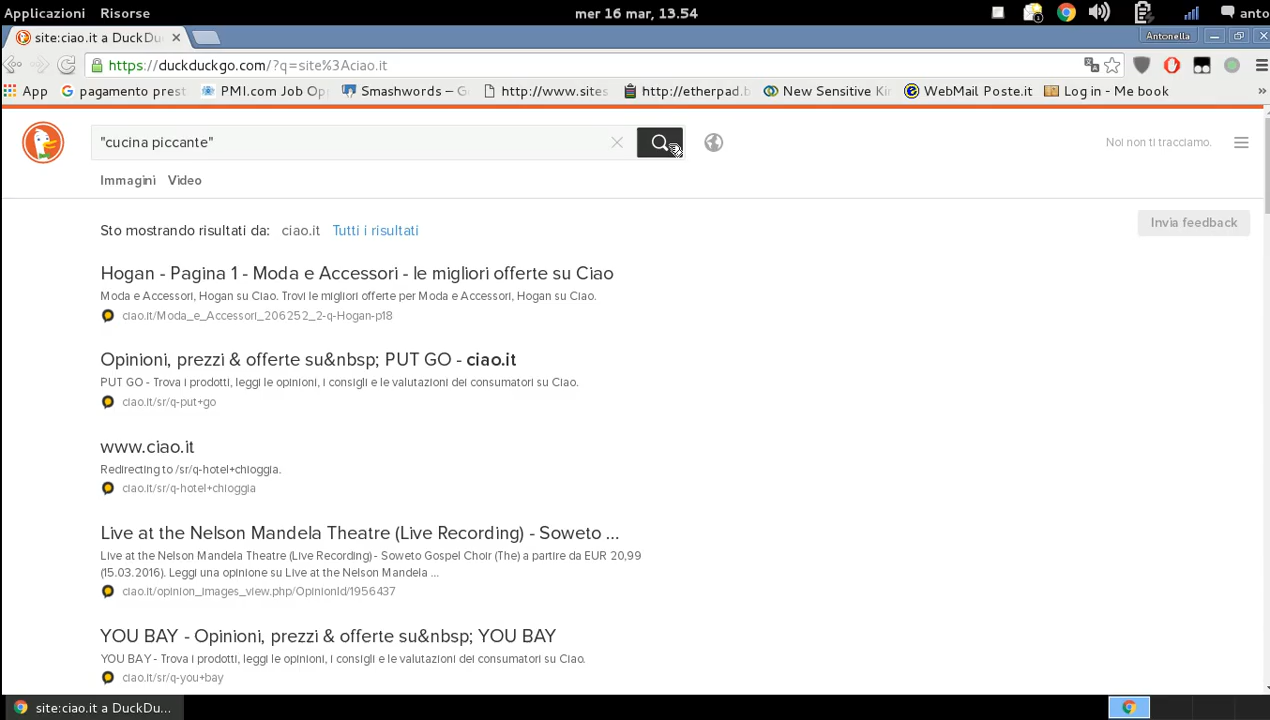 Applicazioni Risorse mer 16 mar, 13.54 anto
site:ciao.it a DuckDu
Antonella
https://duckduckgo.com/?q=site%3Aciao.it
App pagamento prest PMI.com Job Op Smashwords – G http://www.sites http://etherpad.b New Sensitive Kin WebMail Poste.it Log in - Me book »
"cucina piccante"
Noi non ti tracciamo.
Immagini Video
Sto mostrando risultati da: ciao.it Tutti i risultati
Invia feedback
Hogan - Pagina 1 - Moda e Accessori - le migliori offerte su Ciao
Moda e Accessori, Hogan su Ciao. Trovi le migliori offerte per Moda e Accessori, Hogan su Ciao.
ciao.it/Moda_e_Accessori_206252_2-q-Hogan-p18
Opinioni, prezzi & offerte su&nbsp; PUT GO - ciao.it
PUT GO - Trova i prodotti, leggi le opinioni, i consigli e le valutazioni dei consumatori su Ciao.
ciao.it/sr/q-put+go
www.ciao.it
Redirecting to /sr/q-hotel+chioggia.
ciao.it/sr/q-hotel+chioggia
Live at the Nelson Mandela Theatre (Live Recording) - Soweto ...
Live at the Nelson Mandela Theatre (Live Recording) - Soweto Gospel Choir (The) a partire da EUR 20,99
(15.03.2016). Leggi una opinione su Live at the Nelson Mandela ...
ciao.it/opinion_images_view.php/OpinionId/1956437
YOU BAY - Opinioni, prezzi & offerte su&nbsp; YOU BAY
YOU BAY - Trova i prodotti, leggi le opinioni, i consigli e le valutazioni dei consumatori su Ciao.
ciao.it/sr/q-you+bay
site:ciao.it a DuckDu...